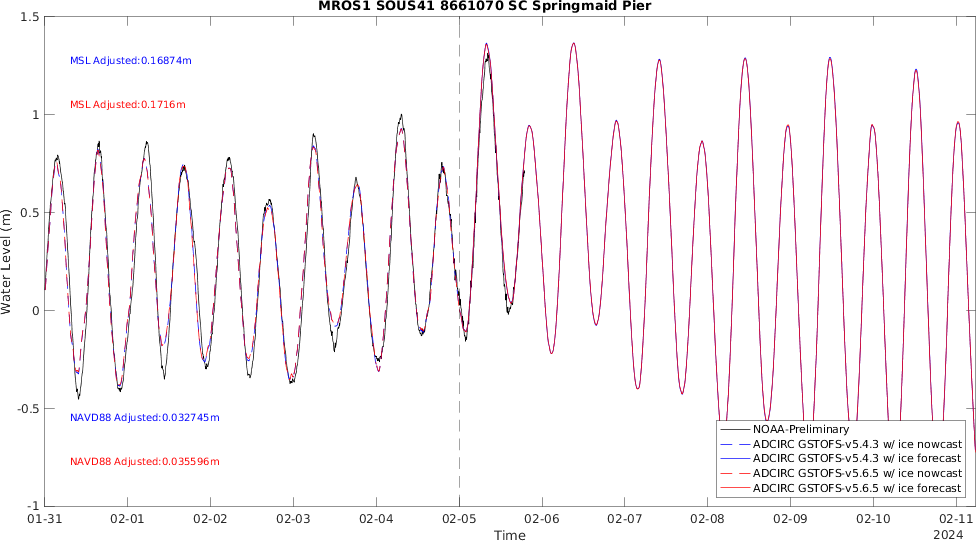 MROS1 SOUS41 8661070 SC Springmaid Pier
1.5
1
0.5
0
-0.5
-1
Water Level (m)
MSL Adjusted:0.16874m
MSL Adjusted:0.1716m
NAVD88 Adjusted:0.032745m
NAVD88 Adjusted:0.035596m
NOAA-Preliminary
ADCIRC GSTOFS-v5.4.3 w/ ice nowcast
ADCIRC GSTOFS-v5.4.3 w/ ice forecast
ADCIRC GSTOFS-v5.6.5 w/ ice nowcast
ADCIRC GSTOFS-v5.6.5 w/ ice forecast
01-31 02-01 02-02 02-03 02-04 02-05 02-06 02-07 02-08 02-09 02-10 02-11
Time
2024